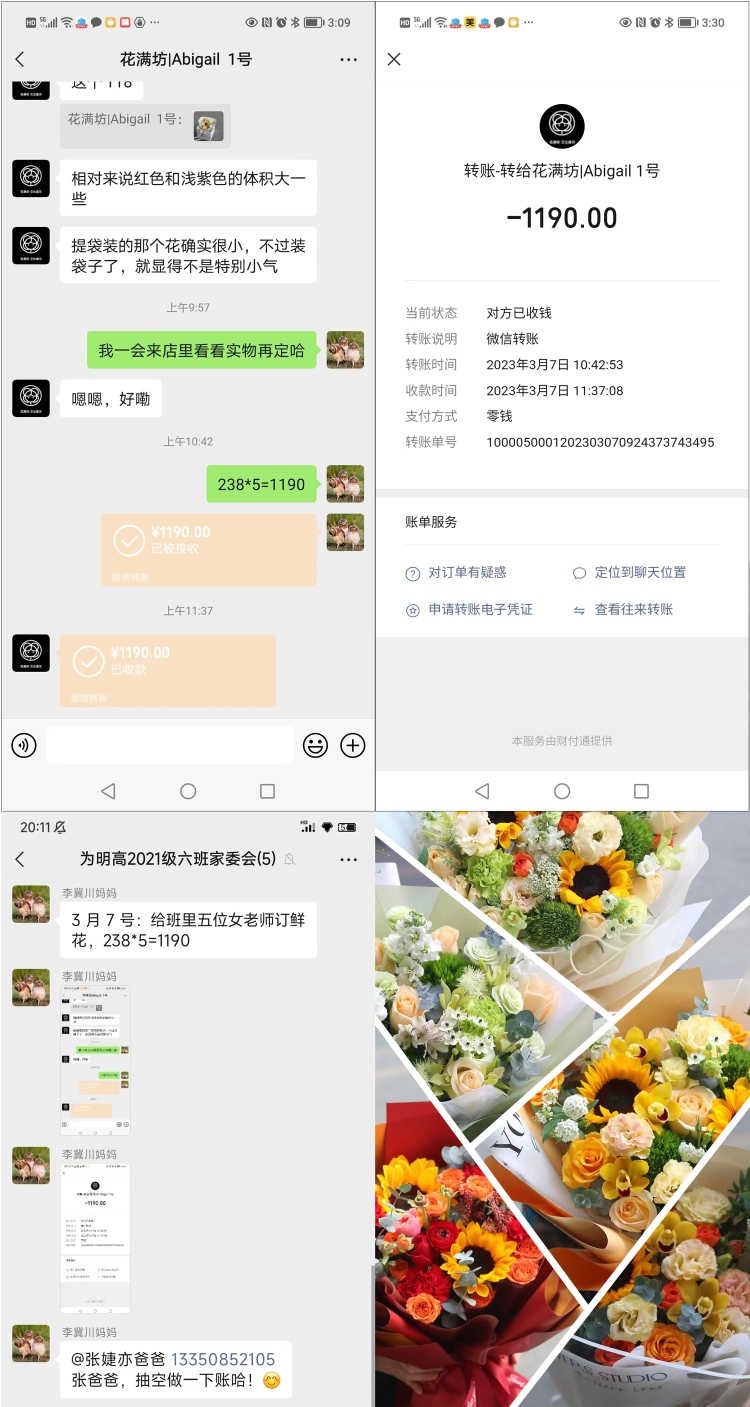 3:09
花满坊|Abigail 1号
这个118
花满坊|Abigail 1号:
相对来说红色和浅紫色的体积大一
些
提袋装的那个花确实很小，不过装
袋子了，就显得不是特别小气
上午9:57
我一会来店里看看实物再定哈
嗯嗯，好嘞
上午10:42
238*5=1190
¥1190.00
已被接收
微信转账
上午11:37
¥1190.00
已收款
微信转账
3:30
转账-转给花满坊|Abigail 1号
-1190.00
当前状态 对方已收钱
转账说明 微信转账
转账时间 2023年3月7日 10:42:53
收款时间 2023年3月7日 11:37:08
支付方式 零钱
转账单号 1000050001202303070924373743495
账单服务
对订单有疑惑
定位到聊天位置
申请转账电子凭证
查看往来转账
本服务由财付通提供
20:11
为明高2021级六班家委会(5)
李冀川妈妈
3 月 7 号：给班里五位女老师订鲜
花，238*5=1190
李冀川妈妈
李冀川妈妈
李冀川妈妈
@张婕亦爸爸 13350852105
张爸爸，抽空做一下账哈！
STUDIO